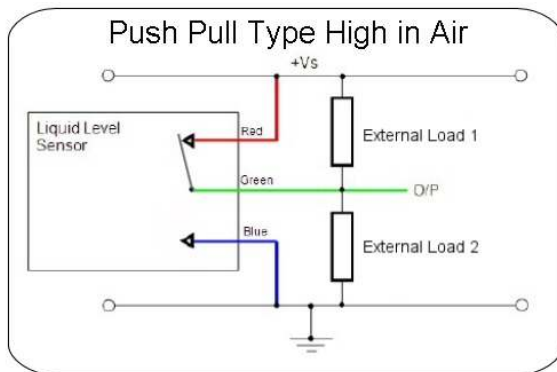 Push Pull Type High in Air
+Vs
Liquid Level
Sensor
Red
External Load 1
Green
O/P
Blue
External Load 2